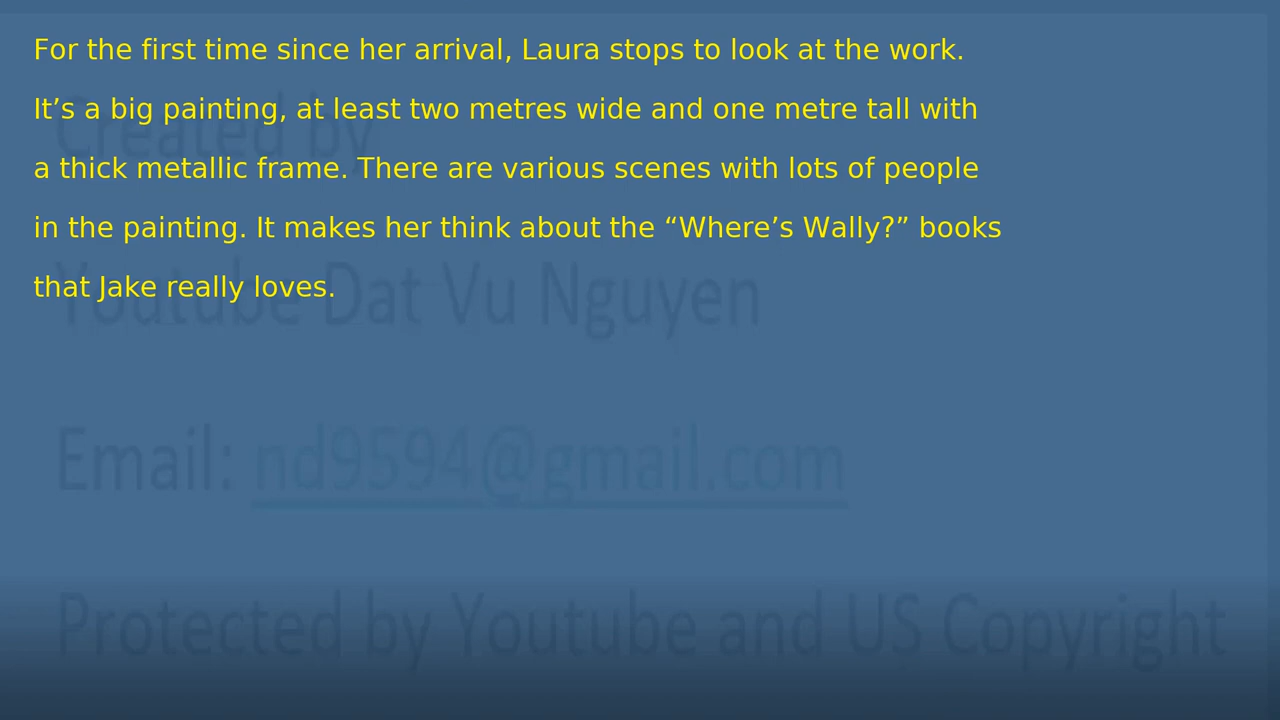 For the first time since her arrival, Laura stops to look at the work.
It’s a big painting, at least two metres wide and one metre tall with
a thick metallic frame. There are various scenes with lots of people
in the painting. It makes her think about the “Where’s Wally?” books
that Jake really loves.
Created by
Youtube Dat Vu Nguyen
Email: nd9594@gmail.com
Protected by Youtube and US Copyright